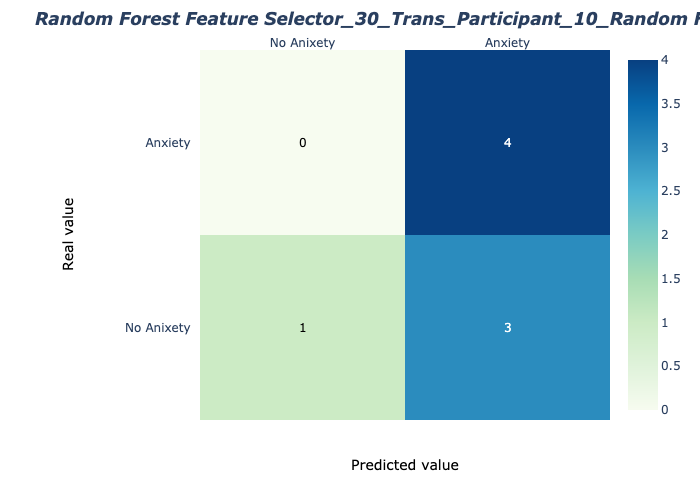 Random Forest Feature Selector_30_Trans_Participant_10_Random
No Anixety Anxiety
4
3.5
3
2.5
2
1.5
1
0.5
0
Anxiety 0 4
Real value
No Anixety 1 3
Predicted value